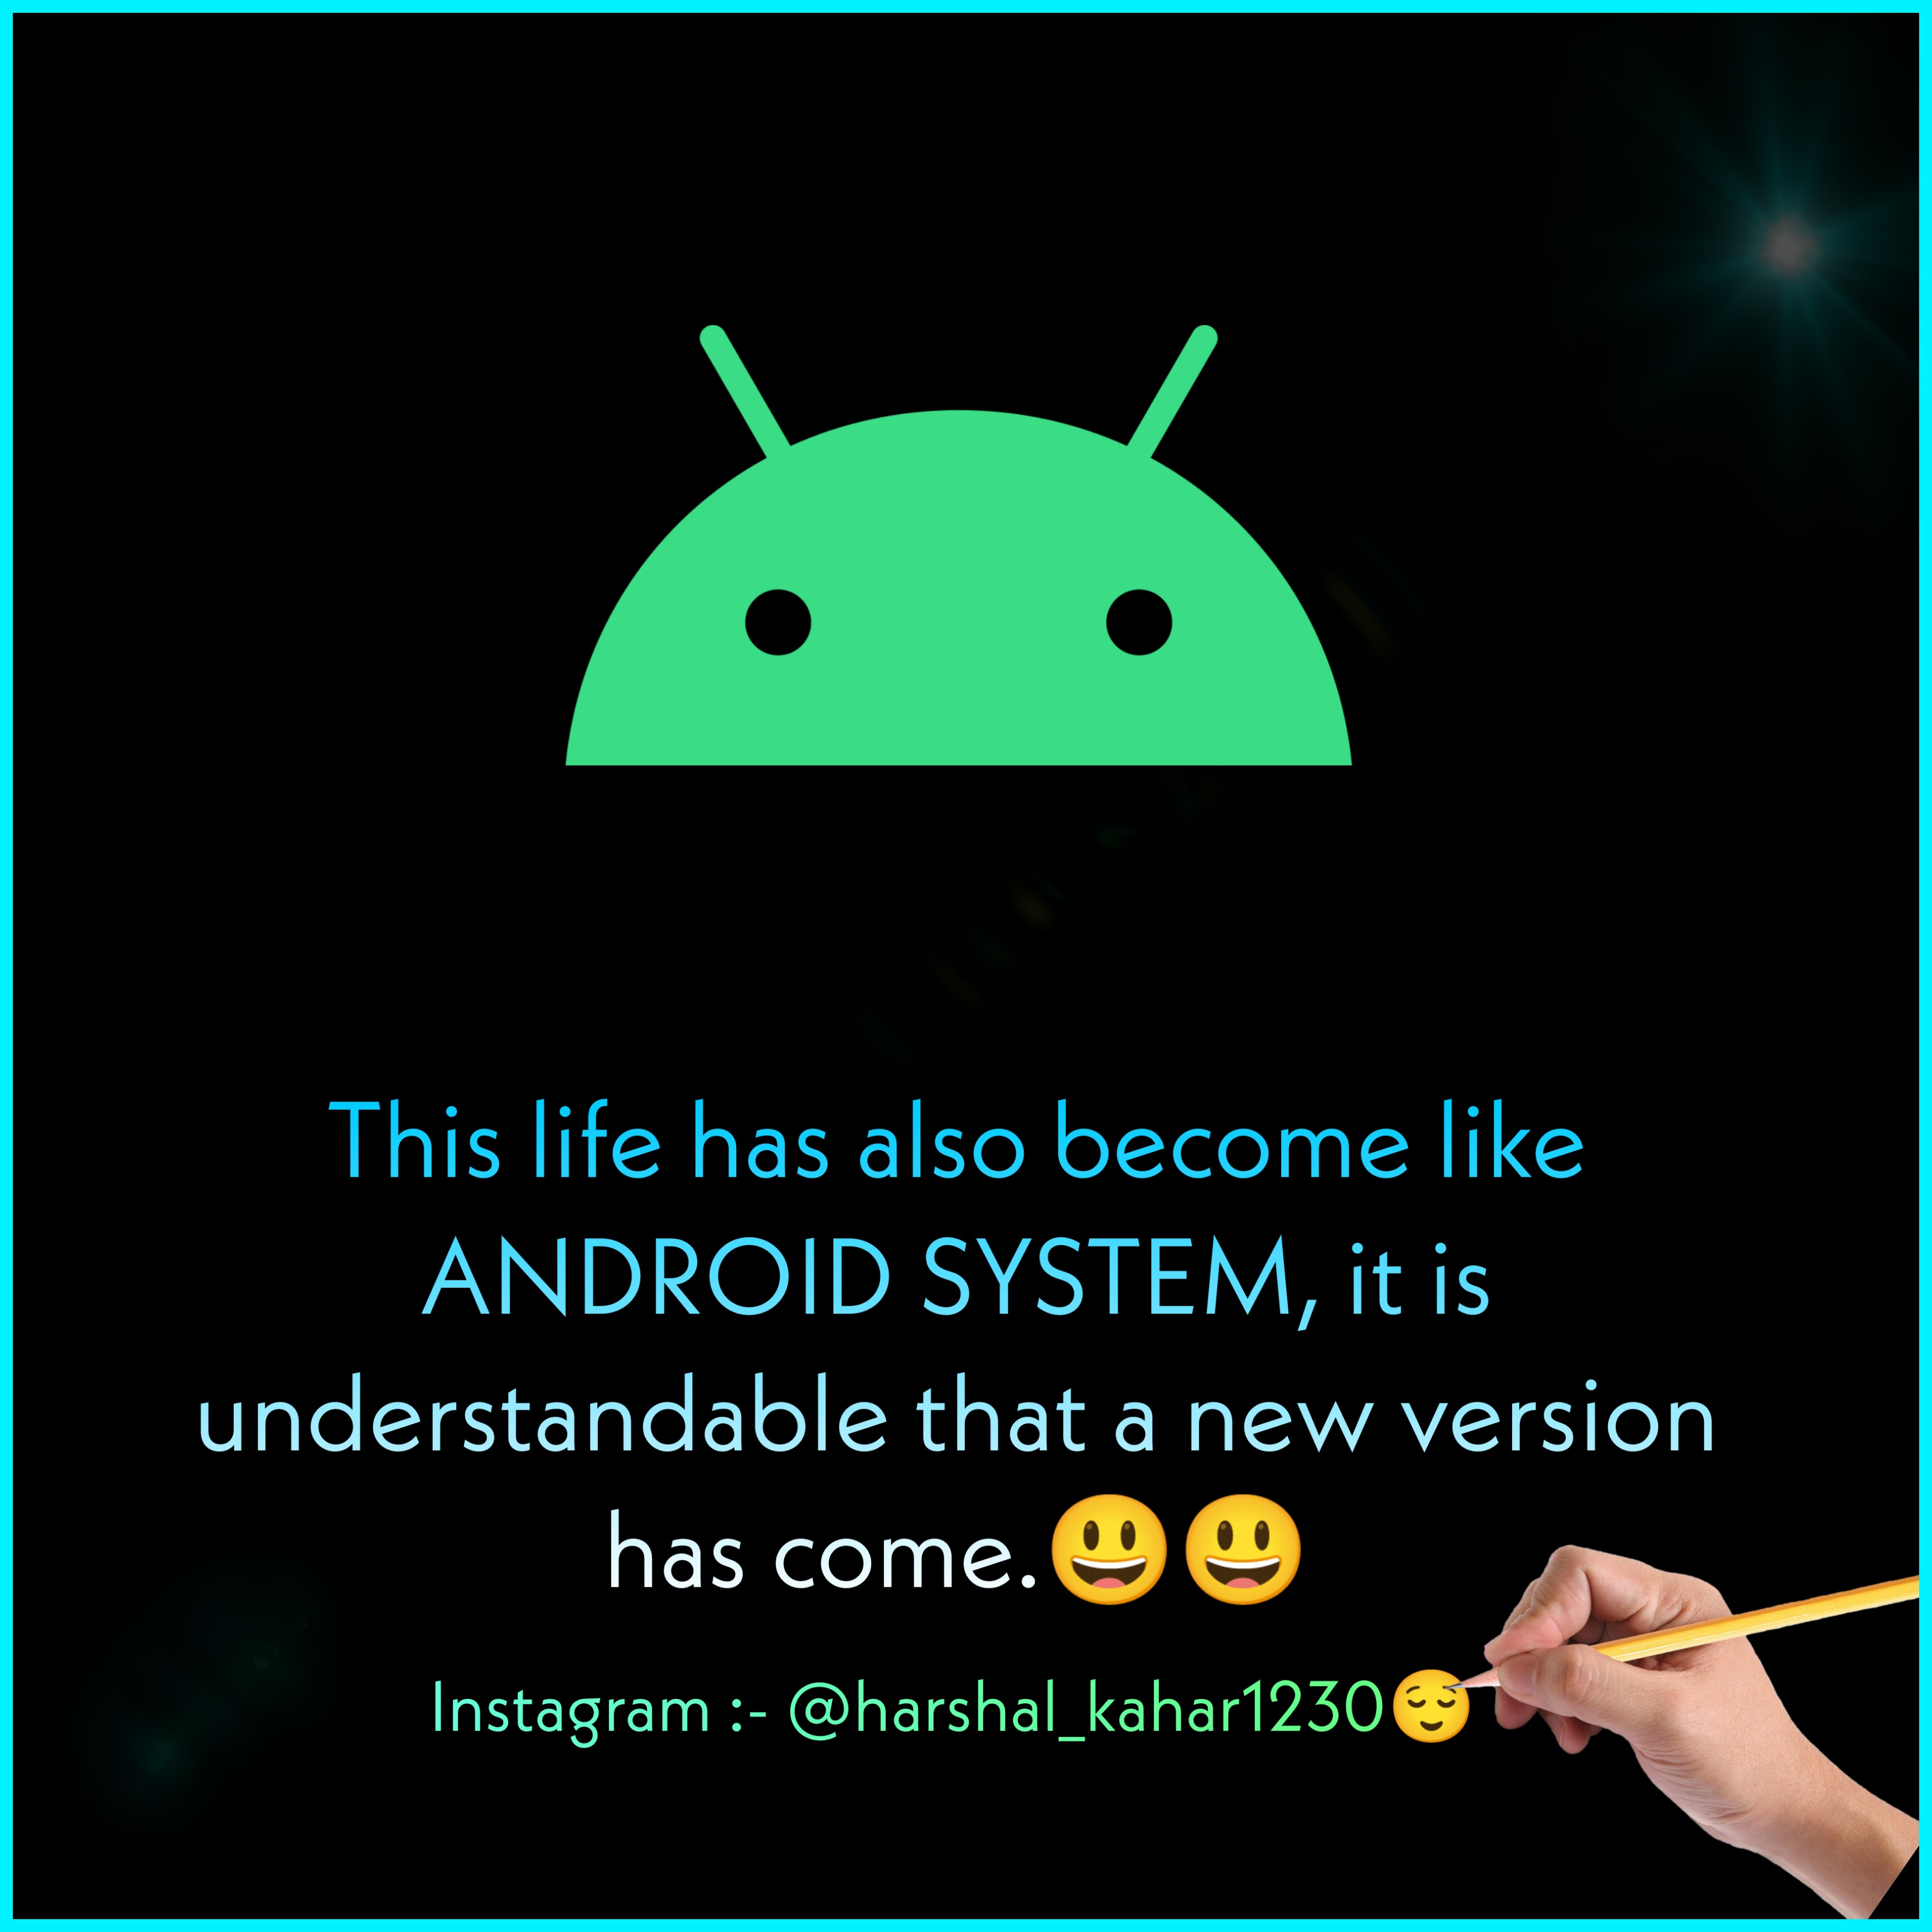 This life has also become like
ANDROID SYSTEM, it is
understandable that a new version
has come.😃😃
Instagram :- @harshal_kahar1230😌